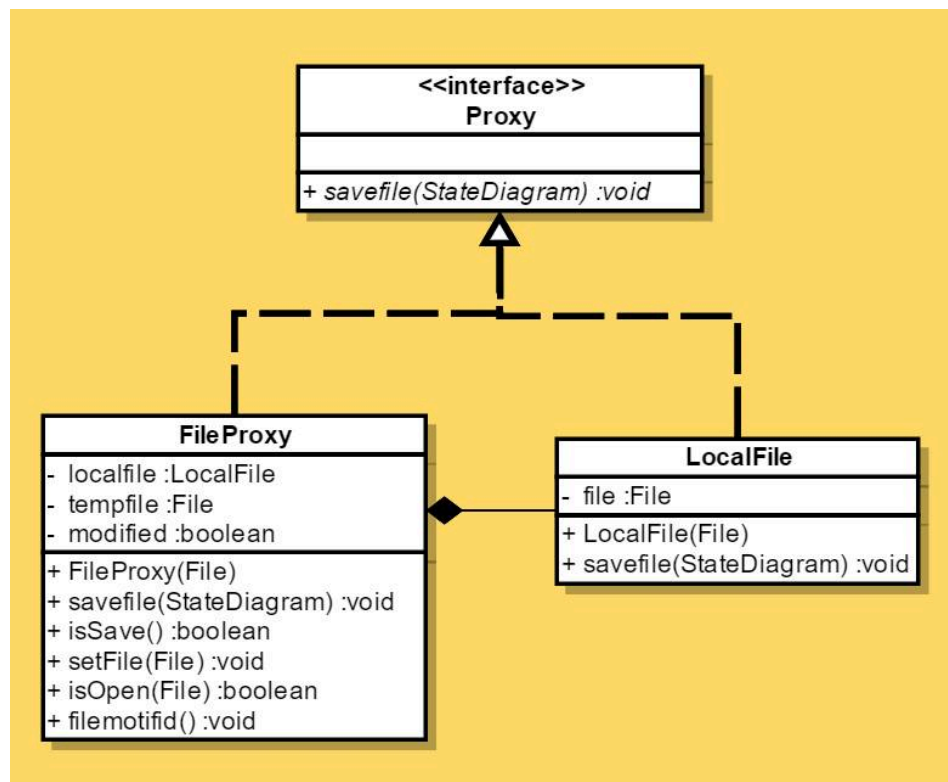 <<interface>>
Proxy
+ savefile(StateDiagram) :void
FileProxy
- localfile :LocalFile
- tempfile :File
- modified :boolean
+ FileProxy(File)
+ savefile(StateDiagram) :void
+ isSave() :boolean
+ setFile(File) :void
+ isOpen(File) :boolean
+ filemotifid() :void
LocalFile
- file :File
+ LocalFile(File)
+ savefile(StateDiagram) :void